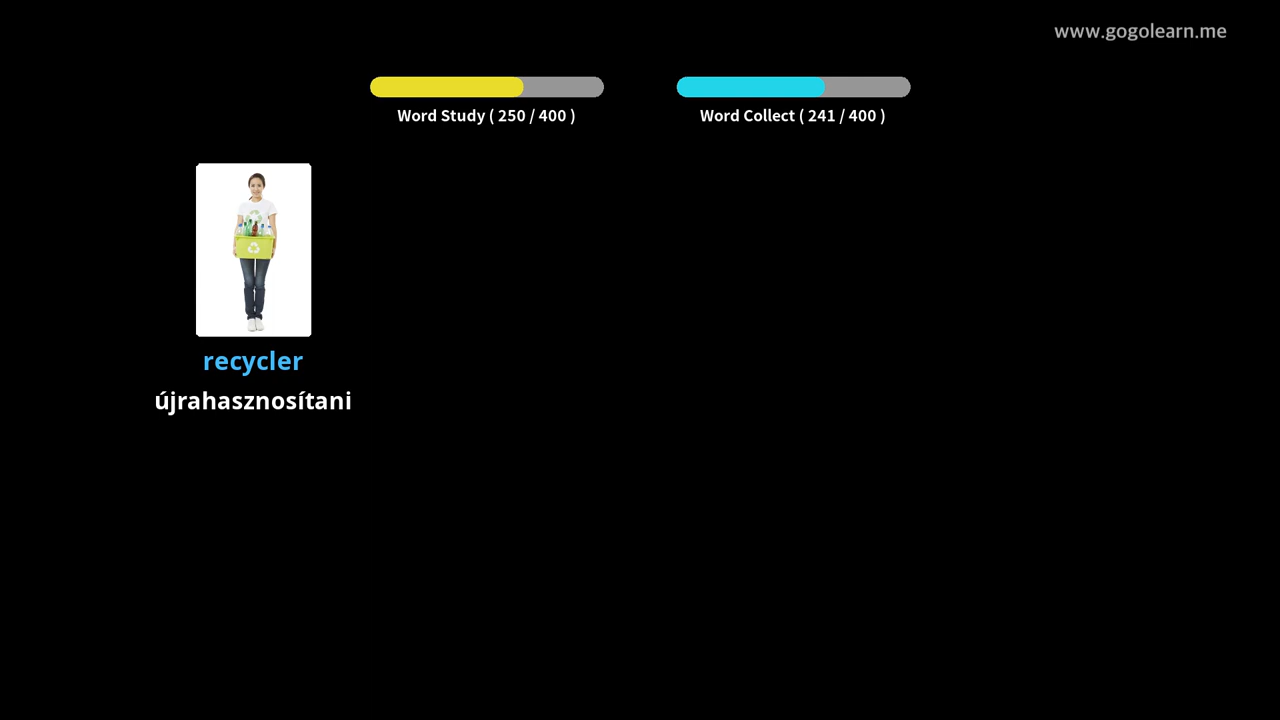 www.gogolearn.me
Word Study ( 250 / 400 )
Word Collect ( 241 / 400 )
recycler
újrahasznosítani